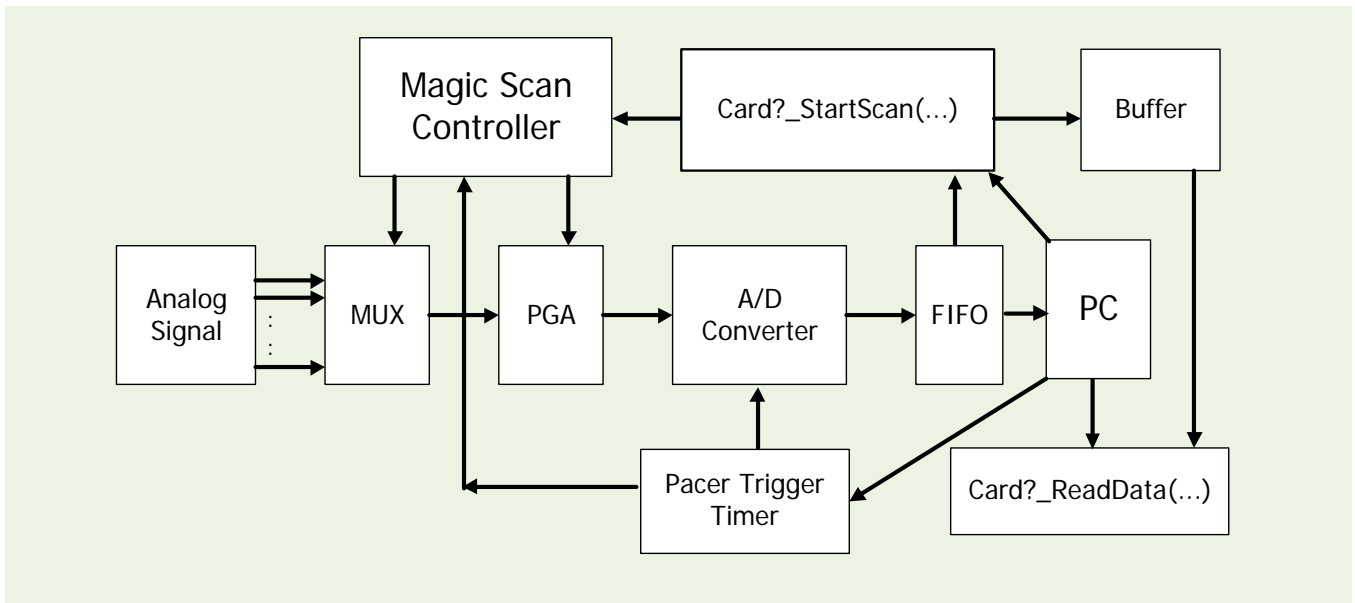 Magic Scan
Controller
Card?_StartScan(...)
Buffer
Analog
Signal
:
:
MUX
PGA
A/D
Converter
FIFO
PC
Pacer Trigger
Timer
Card?_ReadData(...)